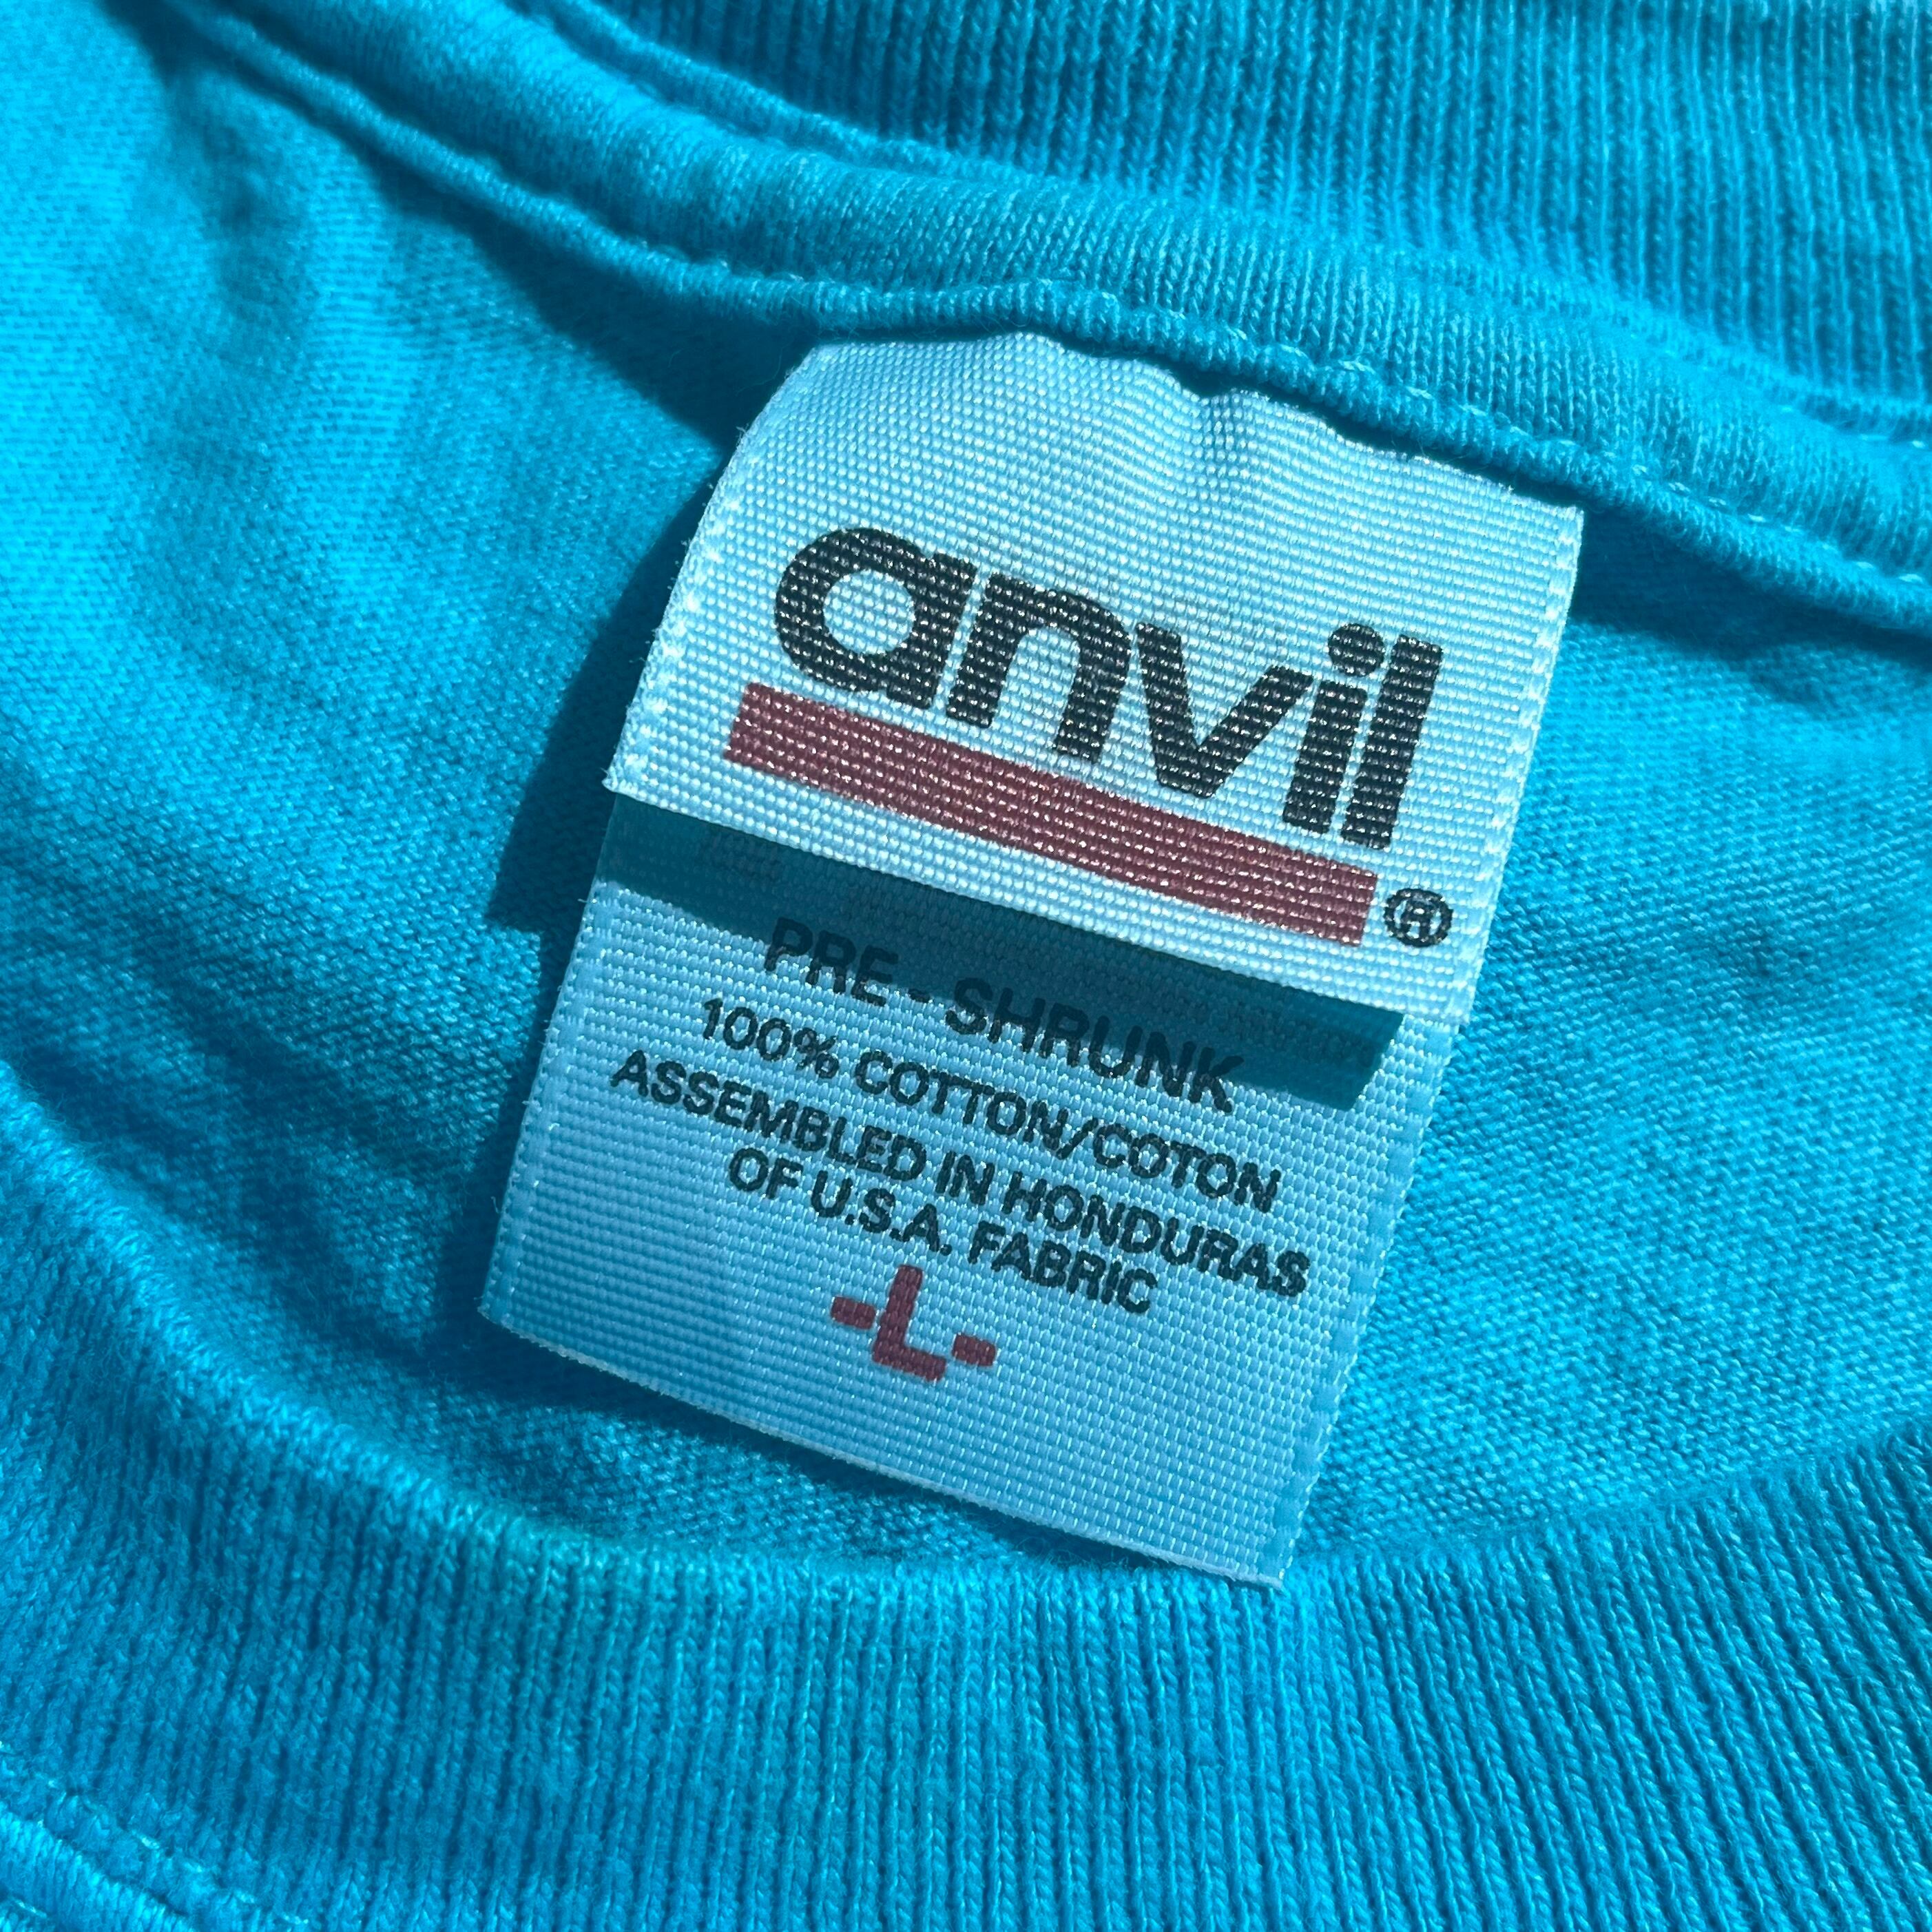 anvil
®
PRE - SHRUNK
100% COTTON/COTON
ASSEMBLED IN HONDURAS
OF U.S.A. FABRIC
-L-